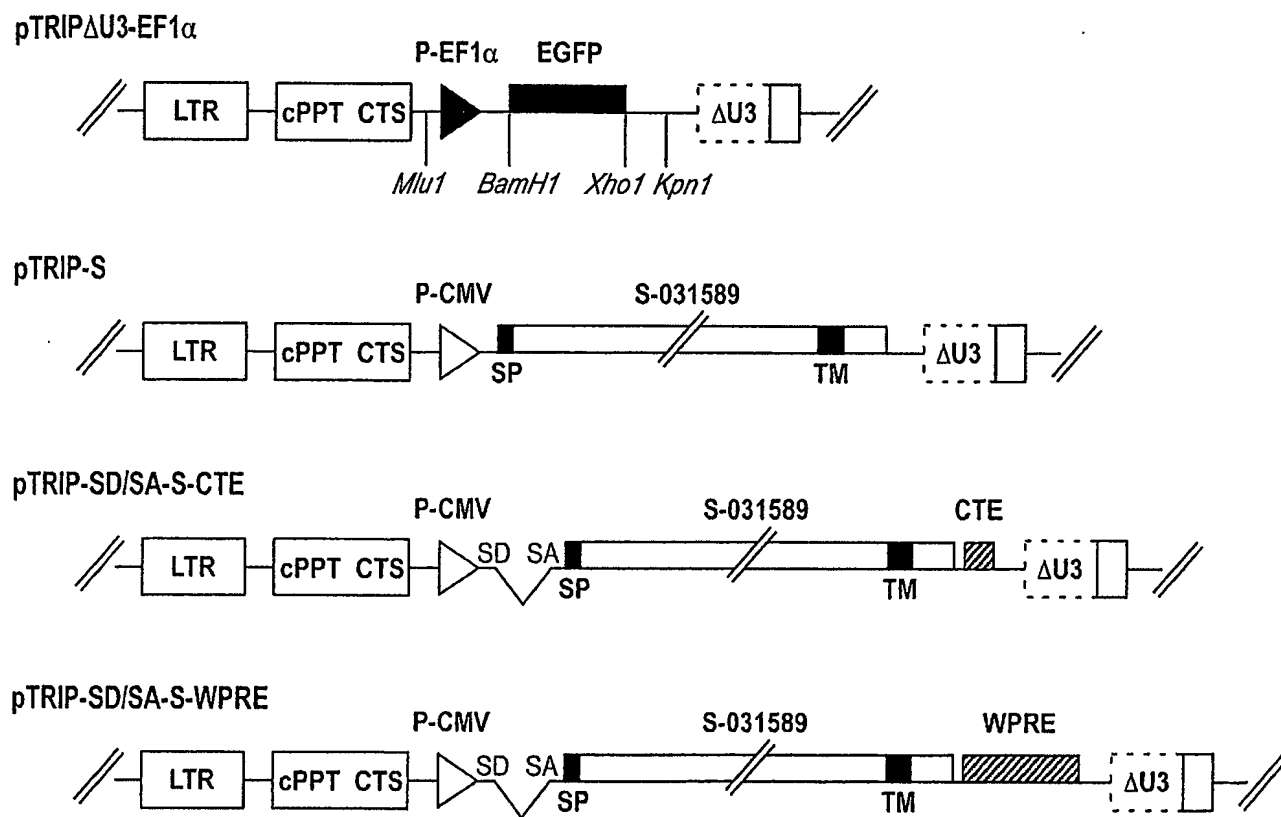 pTRIPΔU3-EF1α
P-EF1α EGFP
LTR cPPT CTS ΔU3
Mlu1 BamH1 Xho1 Kpn1
pTRIP-S
P-CMV S-031589
LTR cPPT CTS ΔU3
SP TM
pTRIP-SD/SA-S-CTE
P-CMV S-031589 CTE
SD SA
LTR cPPT CTS ΔU3
SP TM
pTRIP-SD/SA-S-WPRE
P-CMV S-031589 WPRE
SD SA
LTR cPPT CTS ΔU3
SP TM